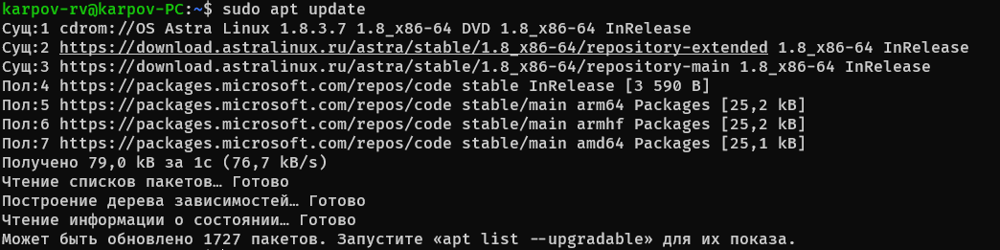 karpov-rv@karpov-PC:~$ sudo apt update
Сущ:1 cdrom://OS Astra Linux 1.8.3.7 1.8_x86-64 DVD 1.8_x86-64 InRelease
Сущ:2 https://download.astralinux.ru/astra/stable/1.8_x86-64/repository-extended 1.8_x86-64 InRelease
Сущ:3 https://download.astralinux.ru/astra/stable/1.8_x86-64/repository-main 1.8_x86-64 InRelease
Пол:4 https://packages.microsoft.com/repos/code stable InRelease [3 590 B]
Пол:5 https://packages.microsoft.com/repos/code stable/main arm64 Packages [25,2 kB]
Пол:6 https://packages.microsoft.com/repos/code stable/main armhf Packages [25,2 kB]
Пол:7 https://packages.microsoft.com/repos/code stable/main amd64 Packages [25,1 kB]
Получено 79,0 kB за 1с (76,7 kB/s)
Чтение списков пакетов… Готово
Построение дерева зависимостей… Готово
Чтение информации о состоянии… Готово
Может быть обновлено 1727 пакетов. Запустите «apt list --upgradable» для их показа.